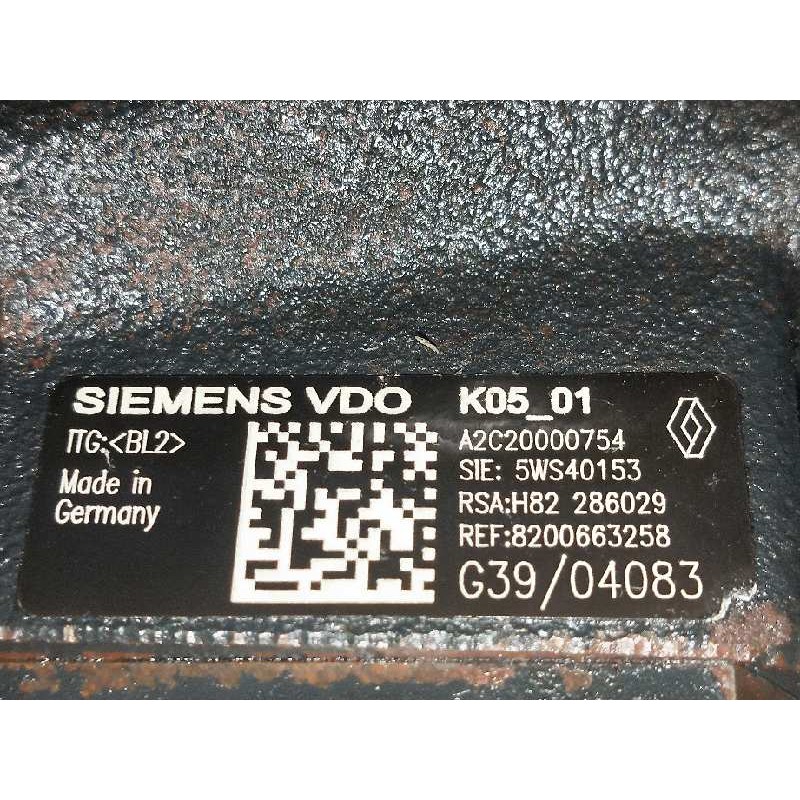 SIEMENS VDO K05_01
ITG:<BL2> A2C20000754
Made in SIE: 5WS40153
Germany RSA:H82 286029
REF:8200663258
G39/04083